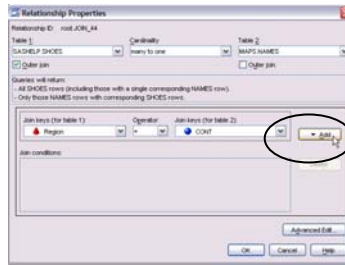 Relationship Properties
Relationship ID: root.JOIN_44
Table 1: Cardinality Table 2:
SASHELP.SHOES many to one MAPS.NAMES
Outer join Outer join
Queries will return:
- All SHOES rows (including those with a single corresponding NAMES row).
- Only those NAMES rows with corresponding SHOES rows.
Join keys (for table 1): Operator: Join keys (for table 2):
Region = CONT Add
Join conditions:
Advanced Edit...
OK Cancel Help